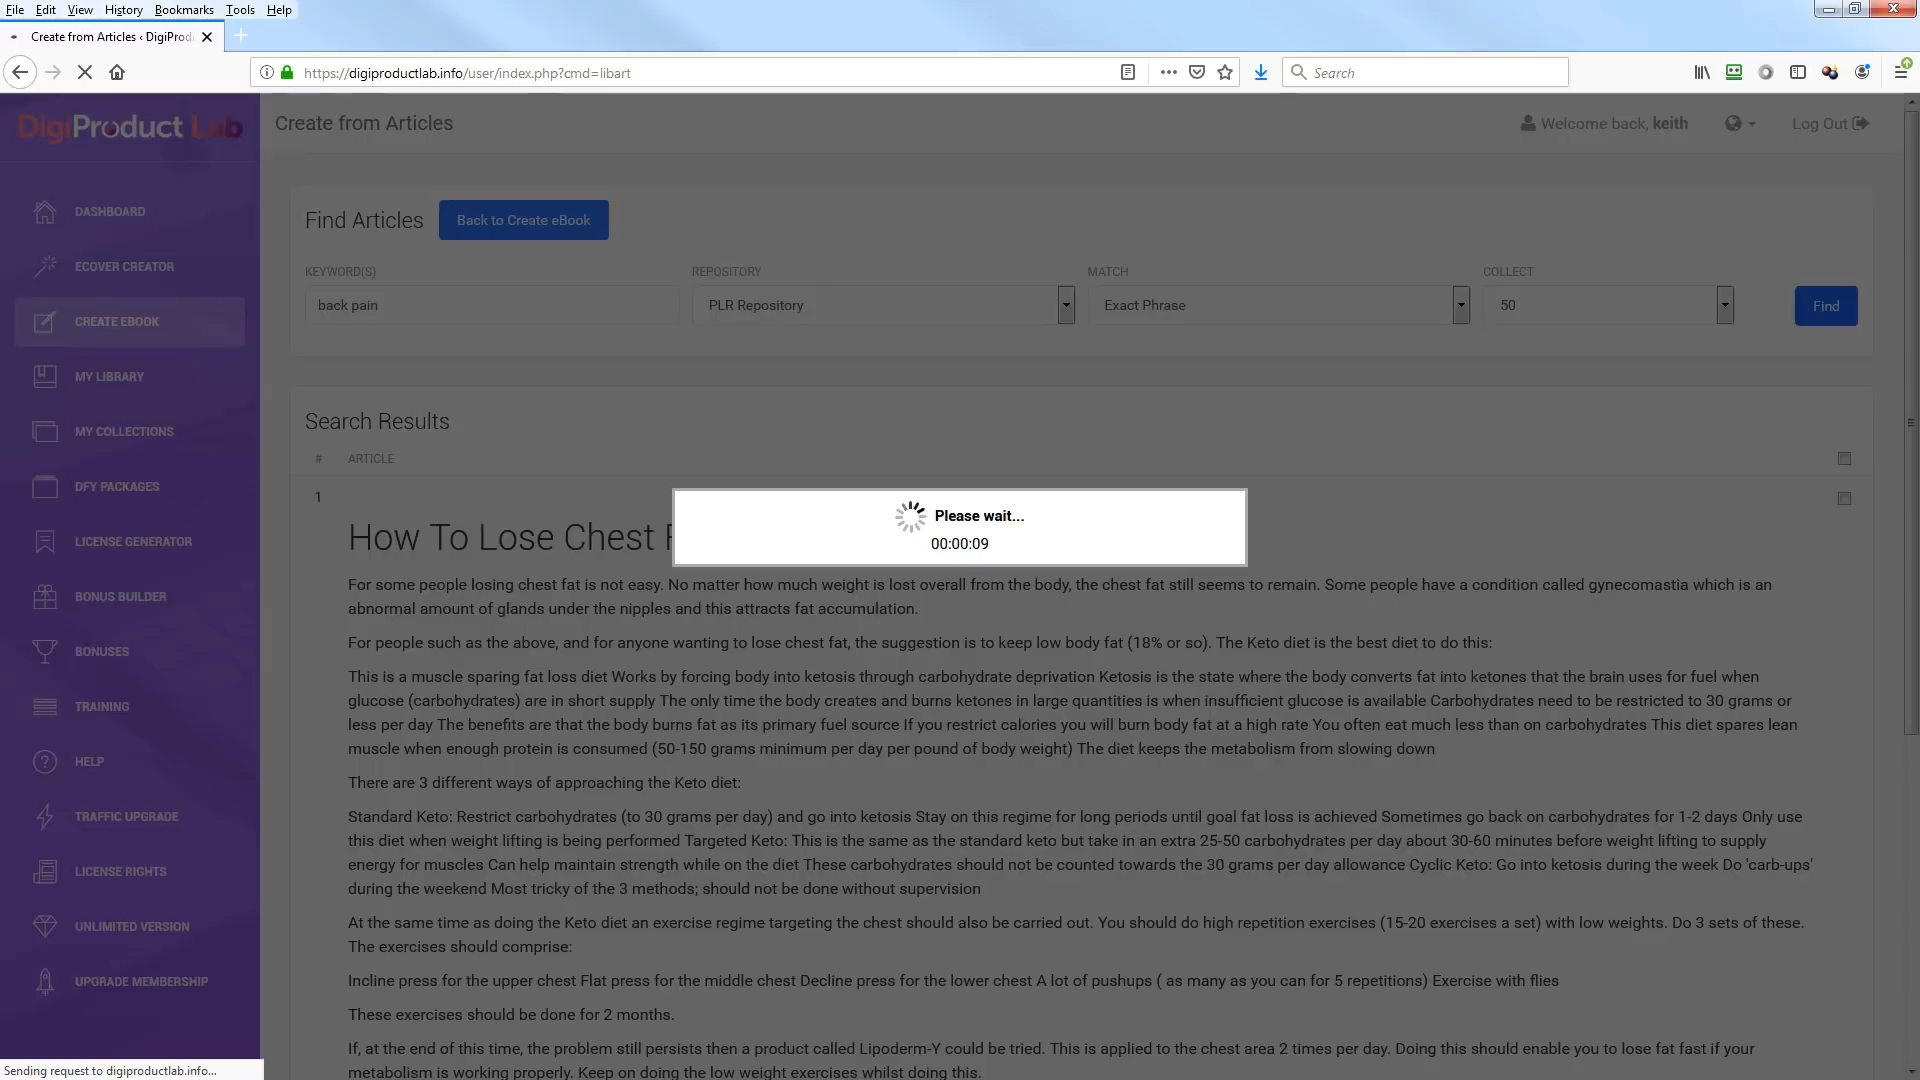 File Edit View History Bookmarks Tools Help
Create from Articles ‹ DigiProd
https://digiproductlab.info/user/index.php?cmd=libart
Search
DigiProduct Lab
Create from Articles
Welcome back, keith
Log Out
DASHBOARD
ECOVER CREATOR
CREATE EBOOK
MY LIBRARY
MY COLLECTIONS
DFY PACKAGES
LICENSE GENERATOR
BONUS BUILDER
BONUSES
TRAINING
HELP
TRAFFIC UPGRADE
LICENSE RIGHTS
UNLIMITED VERSION
UPGRADE MEMBERSHIP
Find Articles
Back to Create eBook
KEYWORD(S) REPOSITORY MATCH COLLECT
back pain PLR Repository Exact Phrase 50 Find
Search Results
# ARTICLE
1
Please wait...
00:00:09
How To Lose Chest
For some people losing chest fat is not easy. No matter how much weight is lost overall from the body, the chest fat still seems to remain. Some people have a condition called gynecomastia which is an
abnormal amount of glands under the nipples and this attracts fat accumulation.
For people such as the above, and for anyone wanting to lose chest fat, the suggestion is to keep low body fat (18% or so). The Keto diet is the best diet to do this:
This is a muscle sparing fat loss diet Works by forcing body into ketosis through carbohydrate deprivation Ketosis is the state where the body converts fat into ketones that the brain uses for fuel when
glucose (carbohydrates) are in short supply The only time the body creates and burns ketones in large quantities is when insufficient glucose is available Carbohydrates need to be restricted to 30 grams or
less per day The benefits are that the body burns fat as its primary fuel source If you restrict calories you will burn body fat at a high rate You often eat much less than on carbohydrates This diet spares lean
muscle when enough protein is consumed (50-150 grams minimum per day per pound of body weight) The diet keeps the metabolism from slowing down
There are 3 different ways of approaching the Keto diet:
Standard Keto: Restrict carbohydrates (to 30 grams per day) and go into ketosis Stay on this regime for long periods until goal fat loss is achieved Sometimes go back on carbohydrates for 1-2 days Only use
this diet when weight lifting is being performed Targeted Keto: This is the same as the standard keto but take in an extra 25-50 carbohydrates per day about 30-60 minutes before weight lifting to supply
energy for muscles Can help maintain strength while on the diet These carbohydrates should not be counted towards the 30 grams per day allowance Cyclic Keto: Go into ketosis during the week Do 'carb-ups'
during the weekend Most tricky of the 3 methods; should not be done without supervision
At the same time as doing the Keto diet an exercise regime targeting the chest should also be carried out. You should do high repetition exercises (15-20 exercises a set) with low weights. Do 3 sets of these.
The exercises should comprise:
Incline press for the upper chest Flat press for the middle chest Decline press for the lower chest A lot of pushups ( as many as you can for 5 repetitions) Exercise with flies
These exercises should be done for 2 months.
If, at the end of this time, the problem still persists then a product called Lipoderm-Y could be tried. This is applied to the chest area 2 times per day. Doing this should enable you to lose fat fast if your
metabolism is working properly. Keep on doing the low weight exercises whilst doing this.
Sending request to digiproductlab.info...